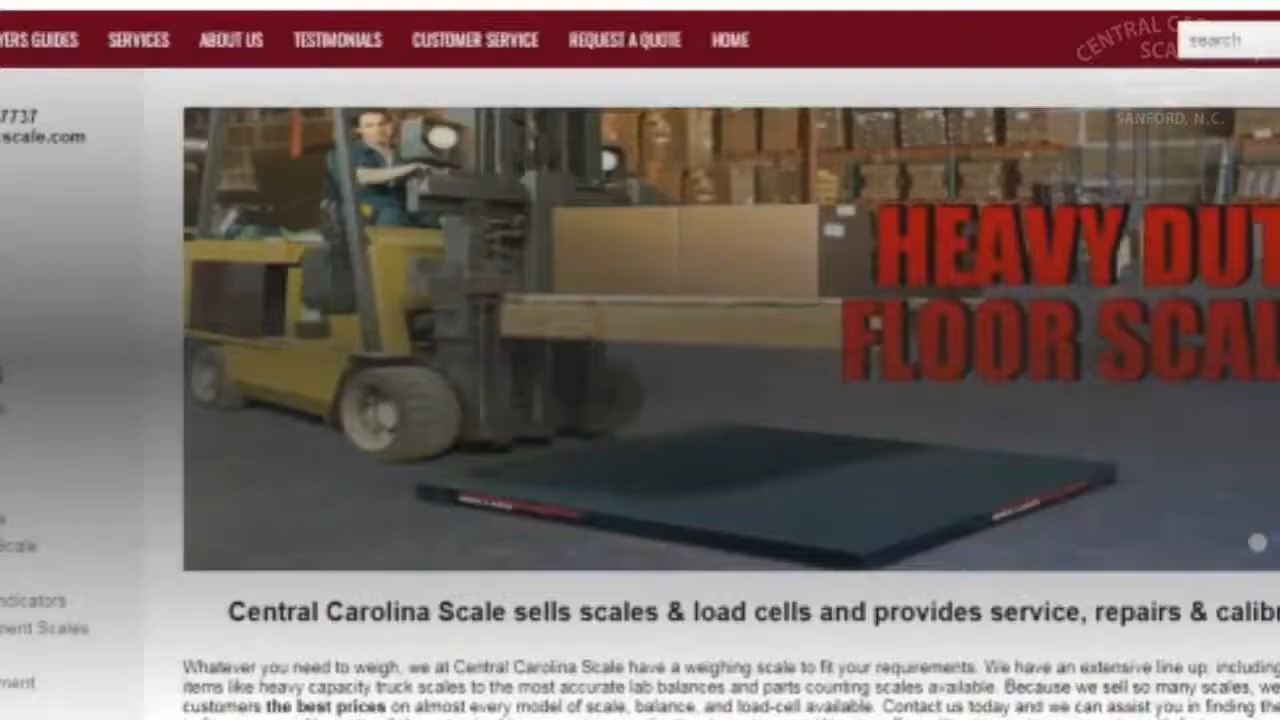 YERS GUIDES SERVICES ABOUT US TESTIMONIALS CUSTOMER SERVICE REQUEST A QUOTE HOME
search
CENTRAL CA
SCA
SANFORD, N.C.
7737
scale.com
HEAVY DUT
FLOOR SCAL
Scale
ndicators
ment Scales
ment
Central Carolina Scale sells scales & load cells and provides service, repairs & calibr
Whatever you need to weigh, we at Central Carolina Scale have a weighing scale to fit your requirements. We have an extensive line up, including
items like heavy capacity truck scales to the most accurate lab balances and parts counting scales available. Because we sell so many scales, we
customers the best prices on almost every model of scale, balance, and load-cell available. Contact us today and we can assist you in finding the